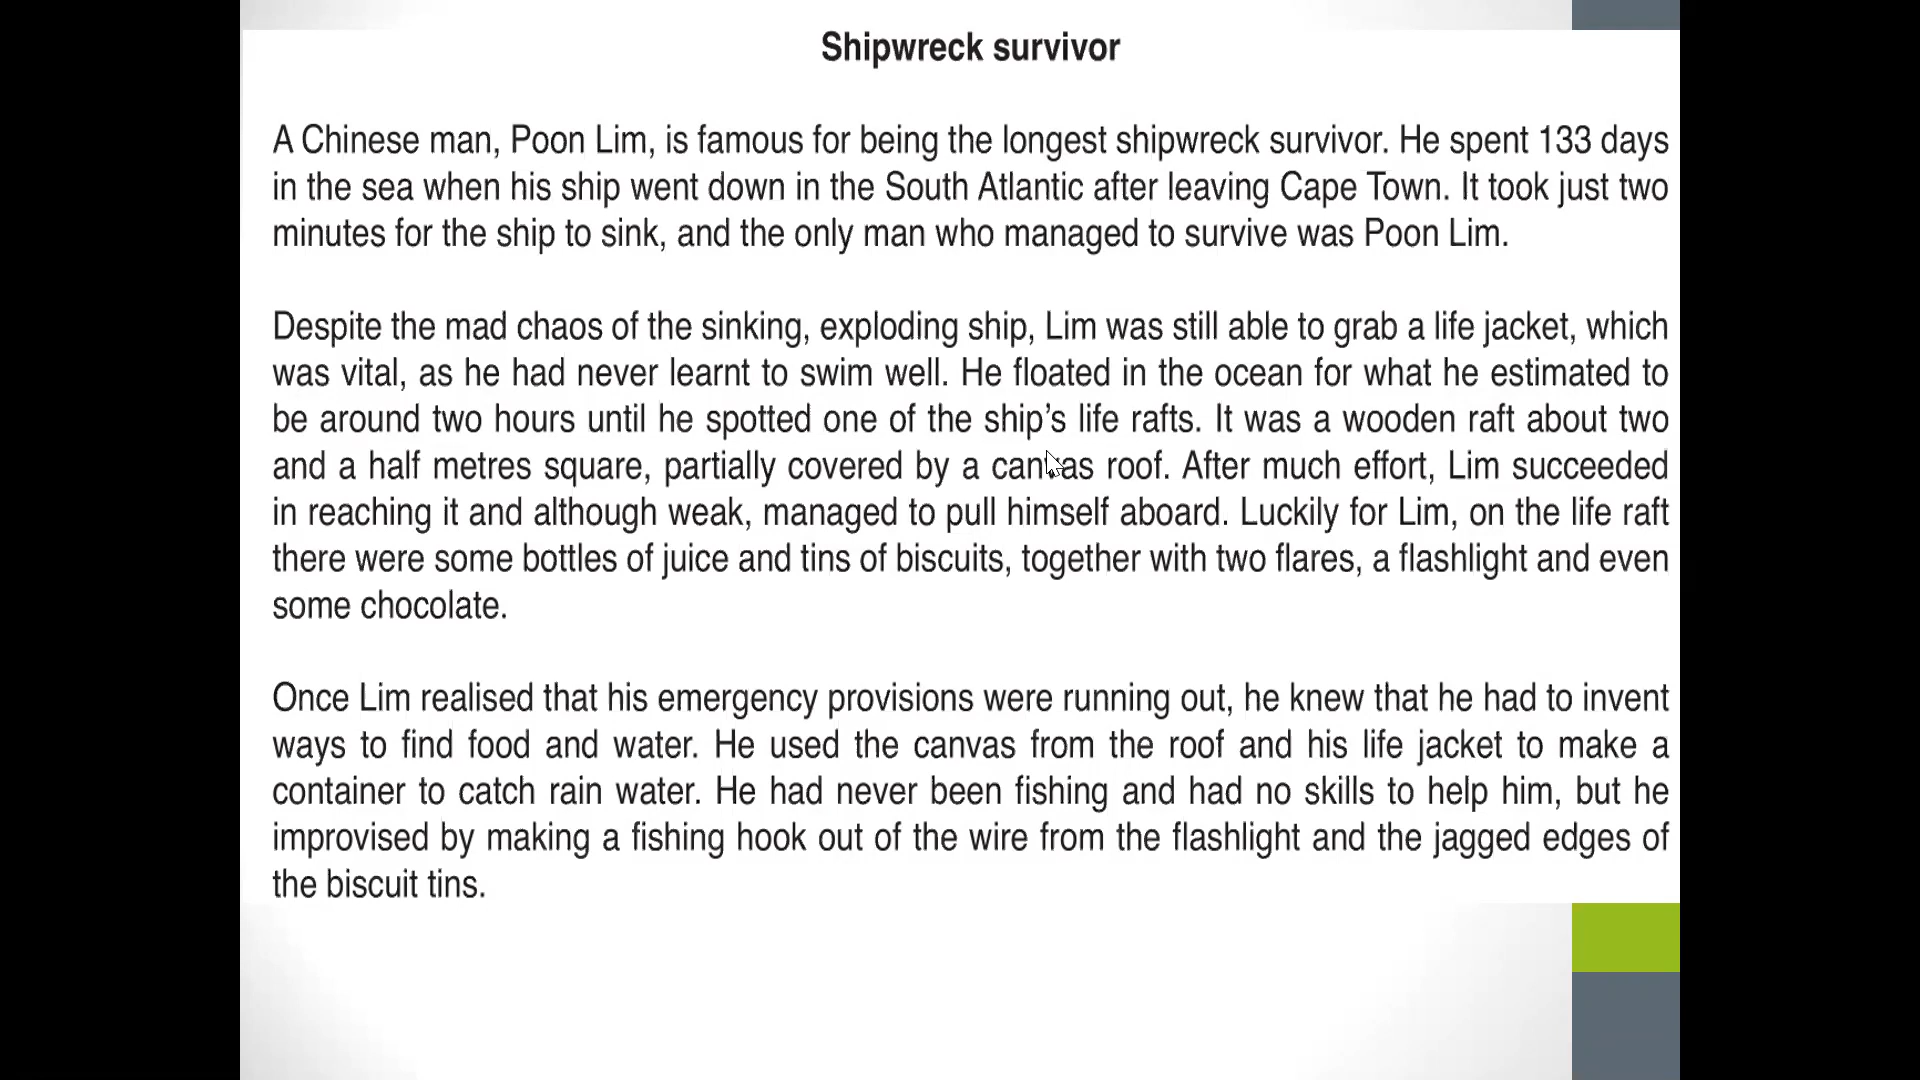 Shipwreck survivor
A Chinese man, Poon Lim, is famous for being the longest shipwreck survivor. He spent 133 days
in the sea when his ship went down in the South Atlantic after leaving Cape Town. It took just two
minutes for the ship to sink, and the only man who managed to survive was Poon Lim.
Despite the mad chaos of the sinking, exploding ship, Lim was still able to grab a life jacket, which
was vital, as he had never learnt to swim well. He floated in the ocean for what he estimated to
be around two hours until he spotted one of the ship’s life rafts. It was a wooden raft about two
and a half metres square, partially covered by a canvas roof. After much effort, Lim succeeded
in reaching it and although weak, managed to pull himself aboard. Luckily for Lim, on the life raft
there were some bottles of juice and tins of biscuits, together with two flares, a flashlight and even
some chocolate.
Once Lim realised that his emergency provisions were running out, he knew that he had to invent
ways to find food and water. He used the canvas from the roof and his life jacket to make a
container to catch rain water. He had never been fishing and had no skills to help him, but he
improvised by making a fishing hook out of the wire from the flashlight and the jagged edges of
the biscuit tins.